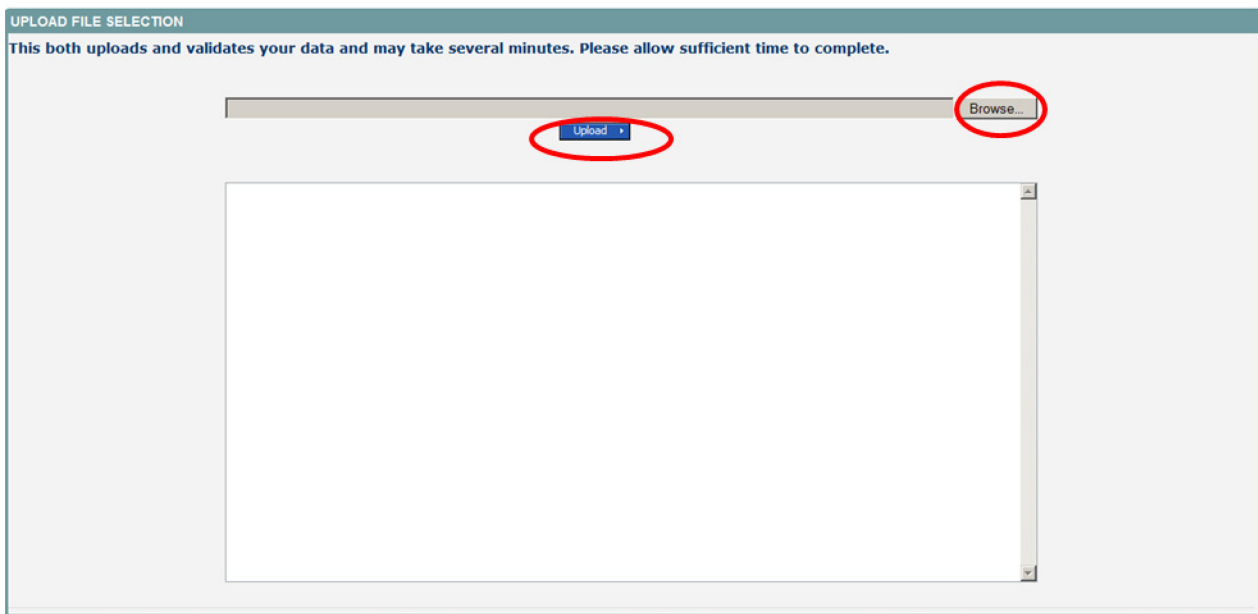 UPLOAD FILE SELECTION
This both uploads and validates your data and may take several minutes. Please allow sufficient time to complete.
Browse...
Upload